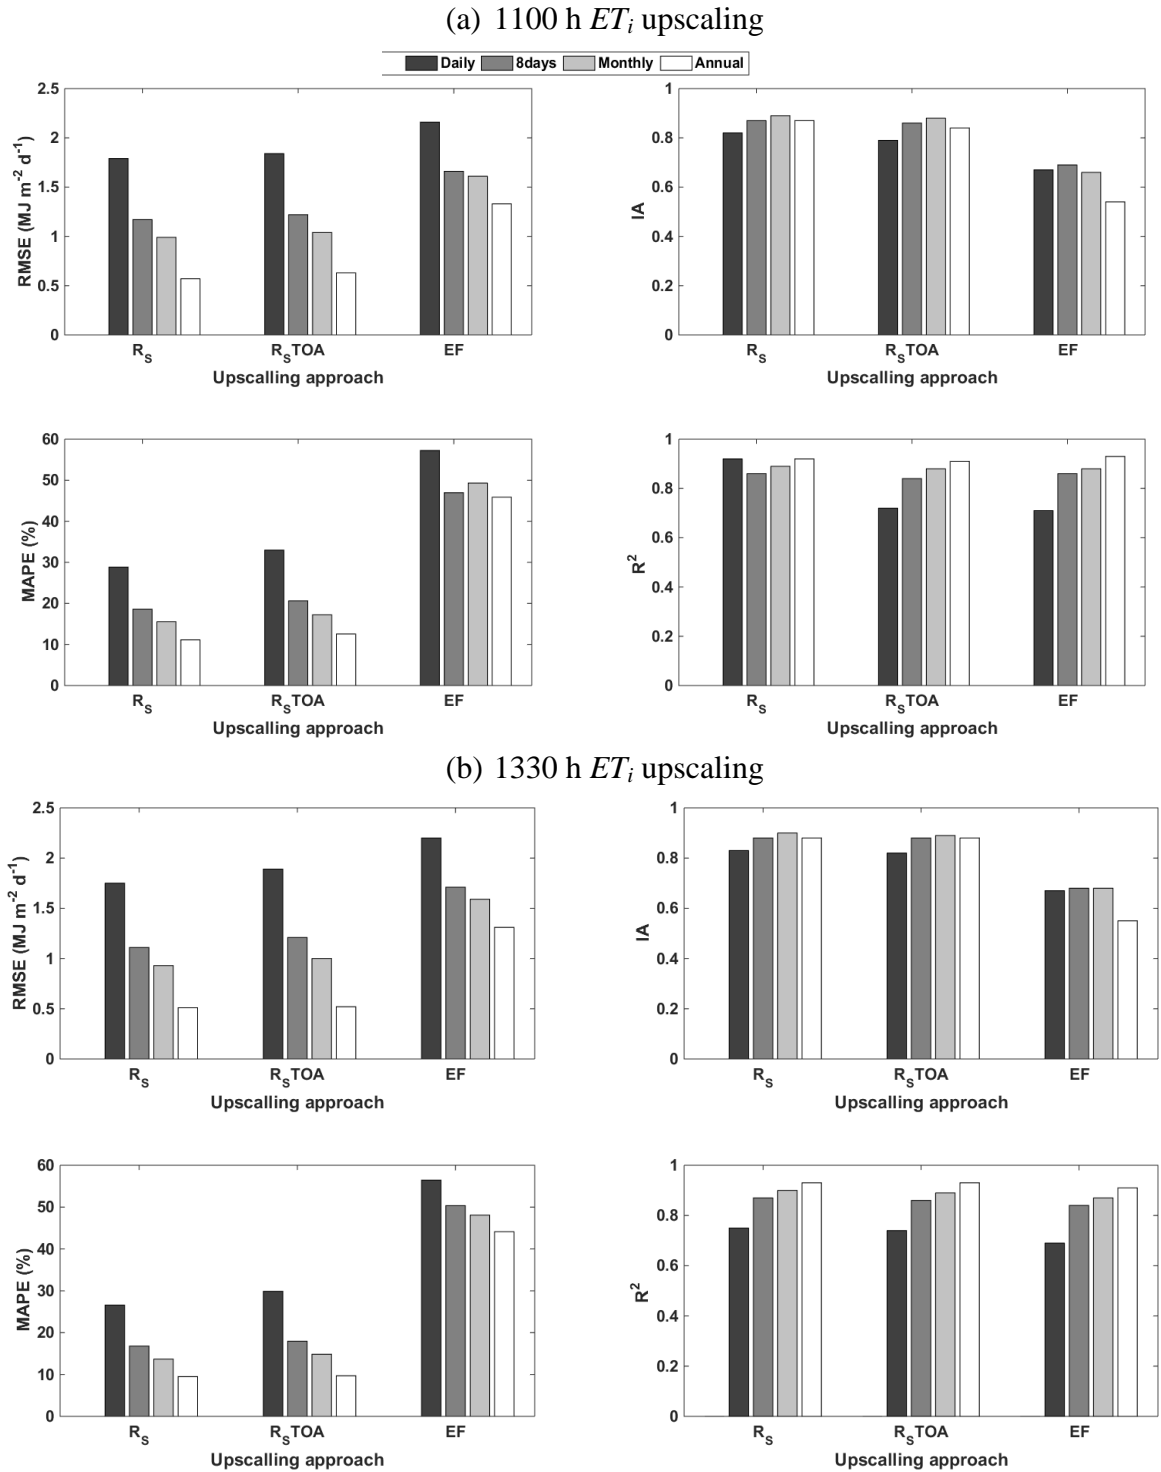 (a) 1100 h ETi upscaling
Daily 8days Monthly Annual
2.5
2
1.5
1
0.5
0
RMSE (MJ m-2 d-1)
RS RSTOA EF
Upscalling approach
1
0.8
0.6
0.4
0.2
0
IA
RS RSTOA EF
Upscalling approach
60
50
40
30
20
10
0
MAPE (%)
RS RSTOA EF
Upscalling approach
1
0.8
0.6
0.4
0.2
0
R2
RS RSTOA EF
Upscalling approach
(b) 1330 h ETi upscaling
2.5
2
1.5
1
0.5
0
RMSE (MJ m-2 d-1)
RS RSTOA EF
Upscalling approach
1
0.8
0.6
0.4
0.2
0
IA
RS RSTOA EF
Upscalling approach
60
50
40
30
20
10
0
MAPE (%)
RS RSTOA EF
Upscalling approach
1
0.8
0.6
0.4
0.2
0
R2
RS RSTOA EF
Upscalling approach